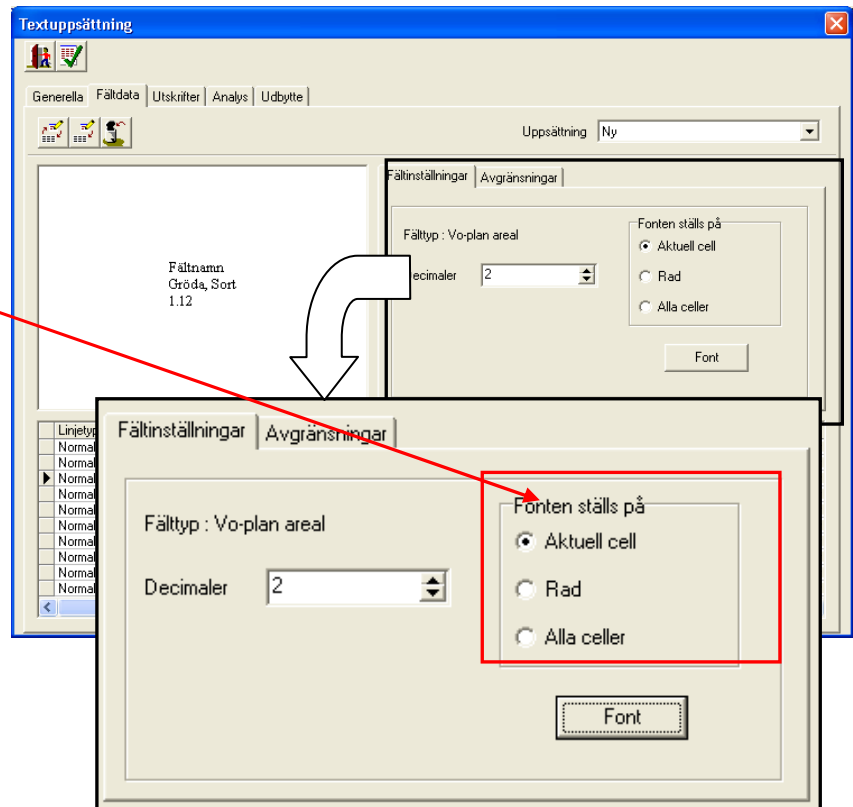 Textuppsättning
Generella Fältdata Utskrifter Analys Udbytte
Uppsättning Ny
Fältinställningar Avgränsningar
Fälttyp : Vo-plan areal
Fonten ställs på
Aktuell cell
Decimaler 2
Rad
Alla celler
Font
Fältnamn
Gröda, Sort
1.12
Normal
Normal
Normal
Normal
Normal
Normal
Normal
Normal
Normal
Normal
Fältinställningar Avgränsningar
Fälttyp : Vo-plan areal
Fonten ställs på
Aktuell cell
Decimaler 2
Rad
Alla celler
Font